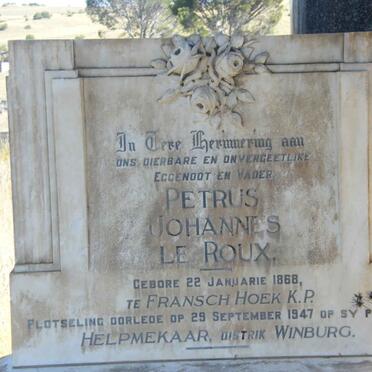 In Tere Herinnering aan
ONS DIERBARE EN ONVERGEETLIKE
EGGENOOT EN VADER
PETRUS
JOHANNES
LE ROUX.
GEBORE 22 JANUARIE 1868,
TE FRANSCH HOEK K.P.
PLOTSELING OORLEDE OP 29 SEPTEMBER 1947 OP SY P
HELPMEKAAR, DISTRIK WINBURG.